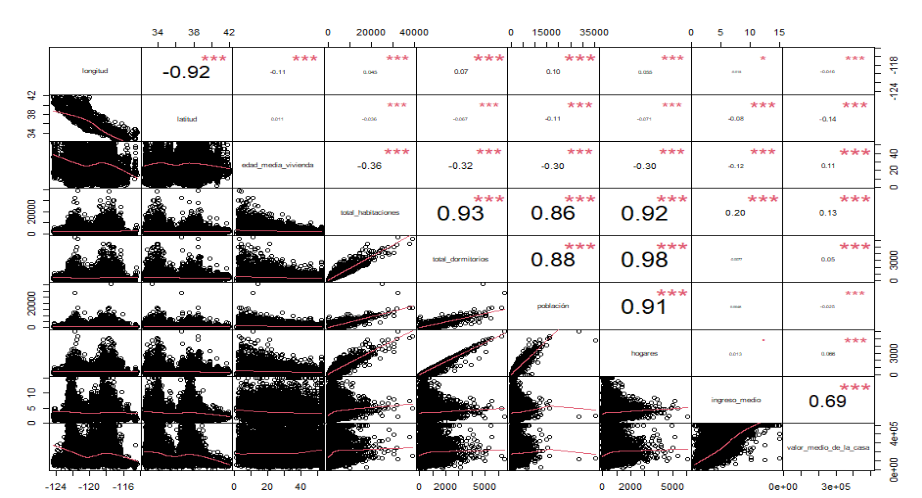 34 38 42 0 20000 40000 0 15000 35000 0 5 10 15
longitud -0.92 *** -0.11 *** 0.045 *** 0.07 *** 0.10 *** 0.055 *** * *** -124 -118
42 38 34 latitud 0.011 -0.036 *** -0.067 *** -0.11 *** -0.071 *** -0.08 *** -0.14 ***
edad_media_vivienda -0.36 *** -0.32 *** -0.30 *** -0.30 *** -0.12 *** 0.11 *** 0 20 40
0 20000 total_habitaciones 0.93 *** 0.86 *** 0.92 *** 0.20 *** 0.13 ***
total_dormitorios 0.88 *** 0.98 *** 0.05 *** 0 3000
0 20000 población 0.91 *** -0.025 ***
hogares 0.013 . 0.066 *** 0 3000
0 5 10 ingreso_medio 0.69 ***
valor_medio_de_la_casa 0e+00 4e+05
-124 -120 -116 0 20 40 0 2000 5000 0 2000 5000 0e+00 3e+05